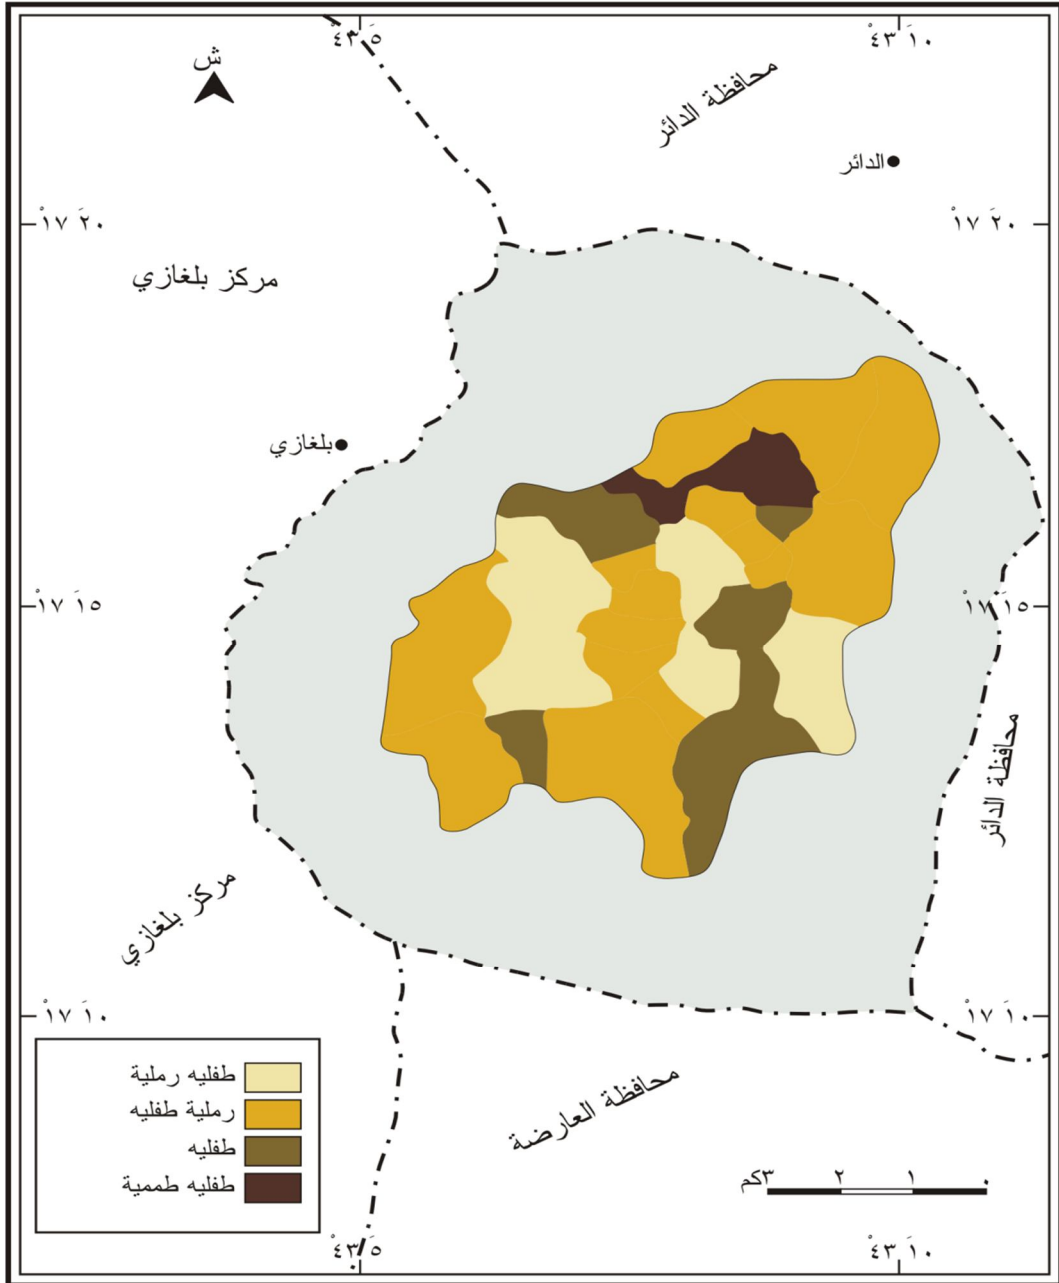 َ٥ ْ٤٣
َ١٠ ْ٤٣
ش
محافظة الدائر
الدائر
َ٢٠ ْ١٧
َ٢٠ ْ١٧
مركز بلغازي
بلغازي
َ١٥ ْ١٧
َ١٥ ْ١٧
محافظة الدائر
مركز بلغازي
َ١٠ ْ١٧
َ١٠ ْ١٧
محافظة العارضة
طفليه رملية
رملية طفليه
طفليه
طفليه طممية
٣كم ٢ ١ ٠
َ٥ ْ٤٣
َ١٠ ْ٤٣